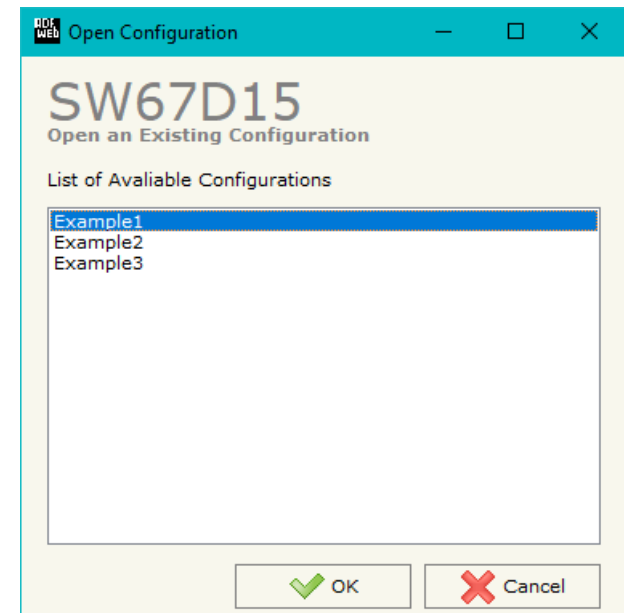 ADF
WEB
Open Configuration
SW67D15
Open an Existing Configuration
List of Avaliable Configurations
Example1
Example2
Example3
OK
Cancel